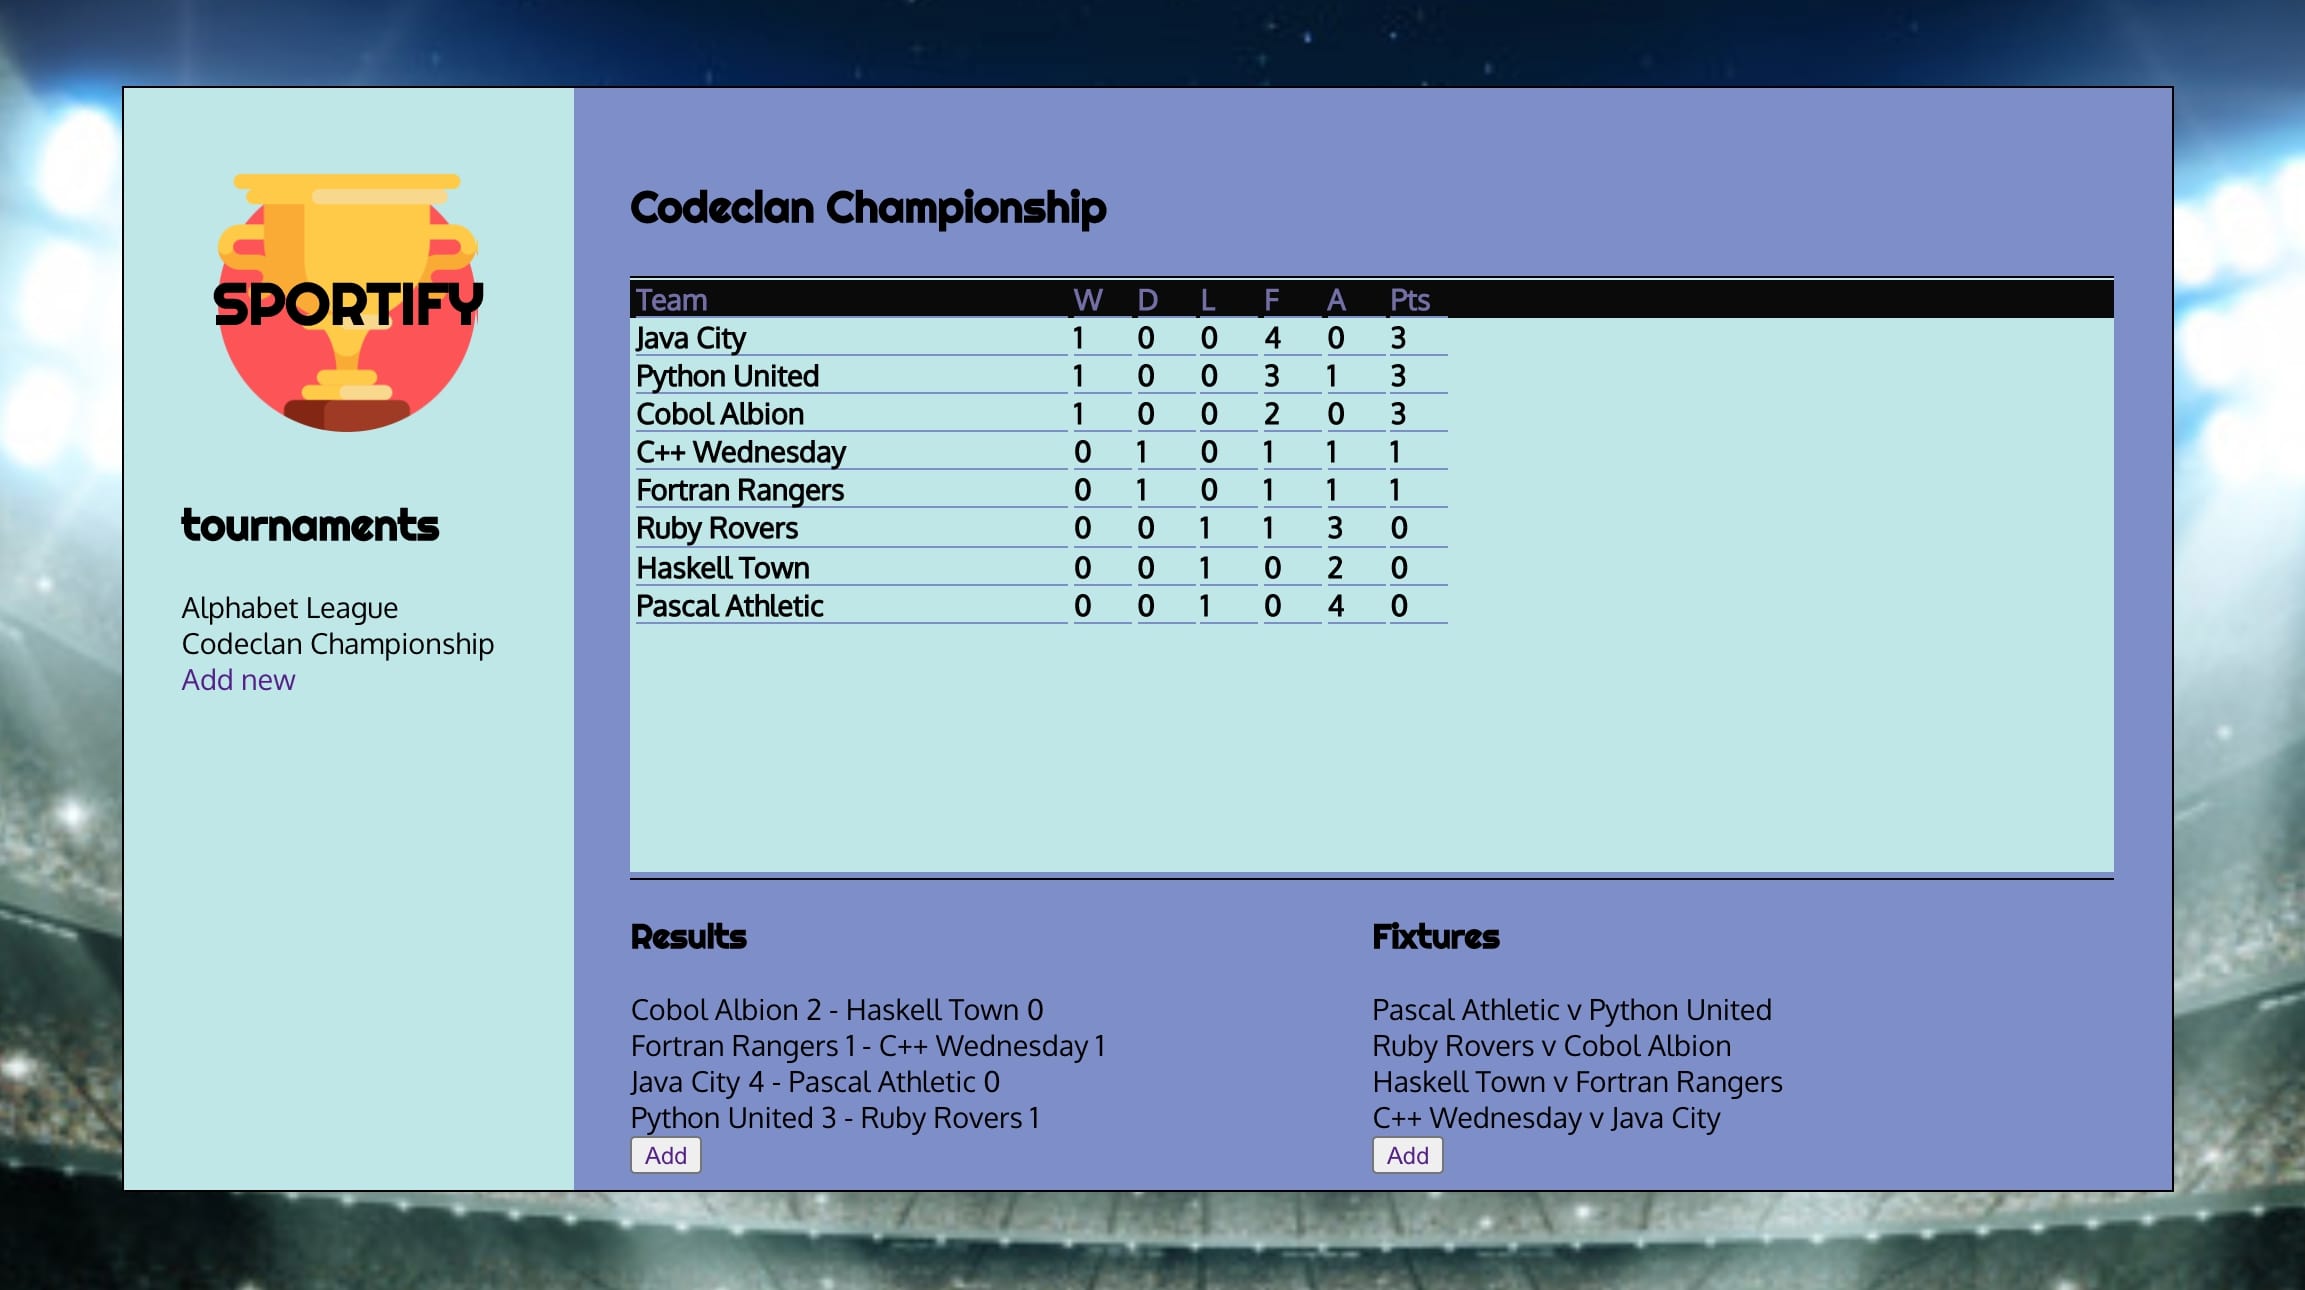 SPORTIFY
tournaments
Alphabet League
Codeclan Championship
Add new
Codeclan Championship
Team W D L F A Pts
Java City 1 0 0 4 0 3
Python United 1 0 0 3 1 3
Cobol Albion 1 0 0 2 0 3
C++ Wednesday 0 1 0 1 1 1
Fortran Rangers 0 1 0 1 1 1
Ruby Rovers 0 0 1 1 3 0
Haskell Town 0 0 1 0 2 0
Pascal Athletic 0 0 1 0 4 0
Results
Cobol Albion 2 - Haskell Town 0
Fortran Rangers 1 - C++ Wednesday 1
Java City 4 - Pascal Athletic 0
Python United 3 - Ruby Rovers 1
Add
Fixtures
Pascal Athletic v Python United
Ruby Rovers v Cobol Albion
Haskell Town v Fortran Rangers
C++ Wednesday v Java City
Add